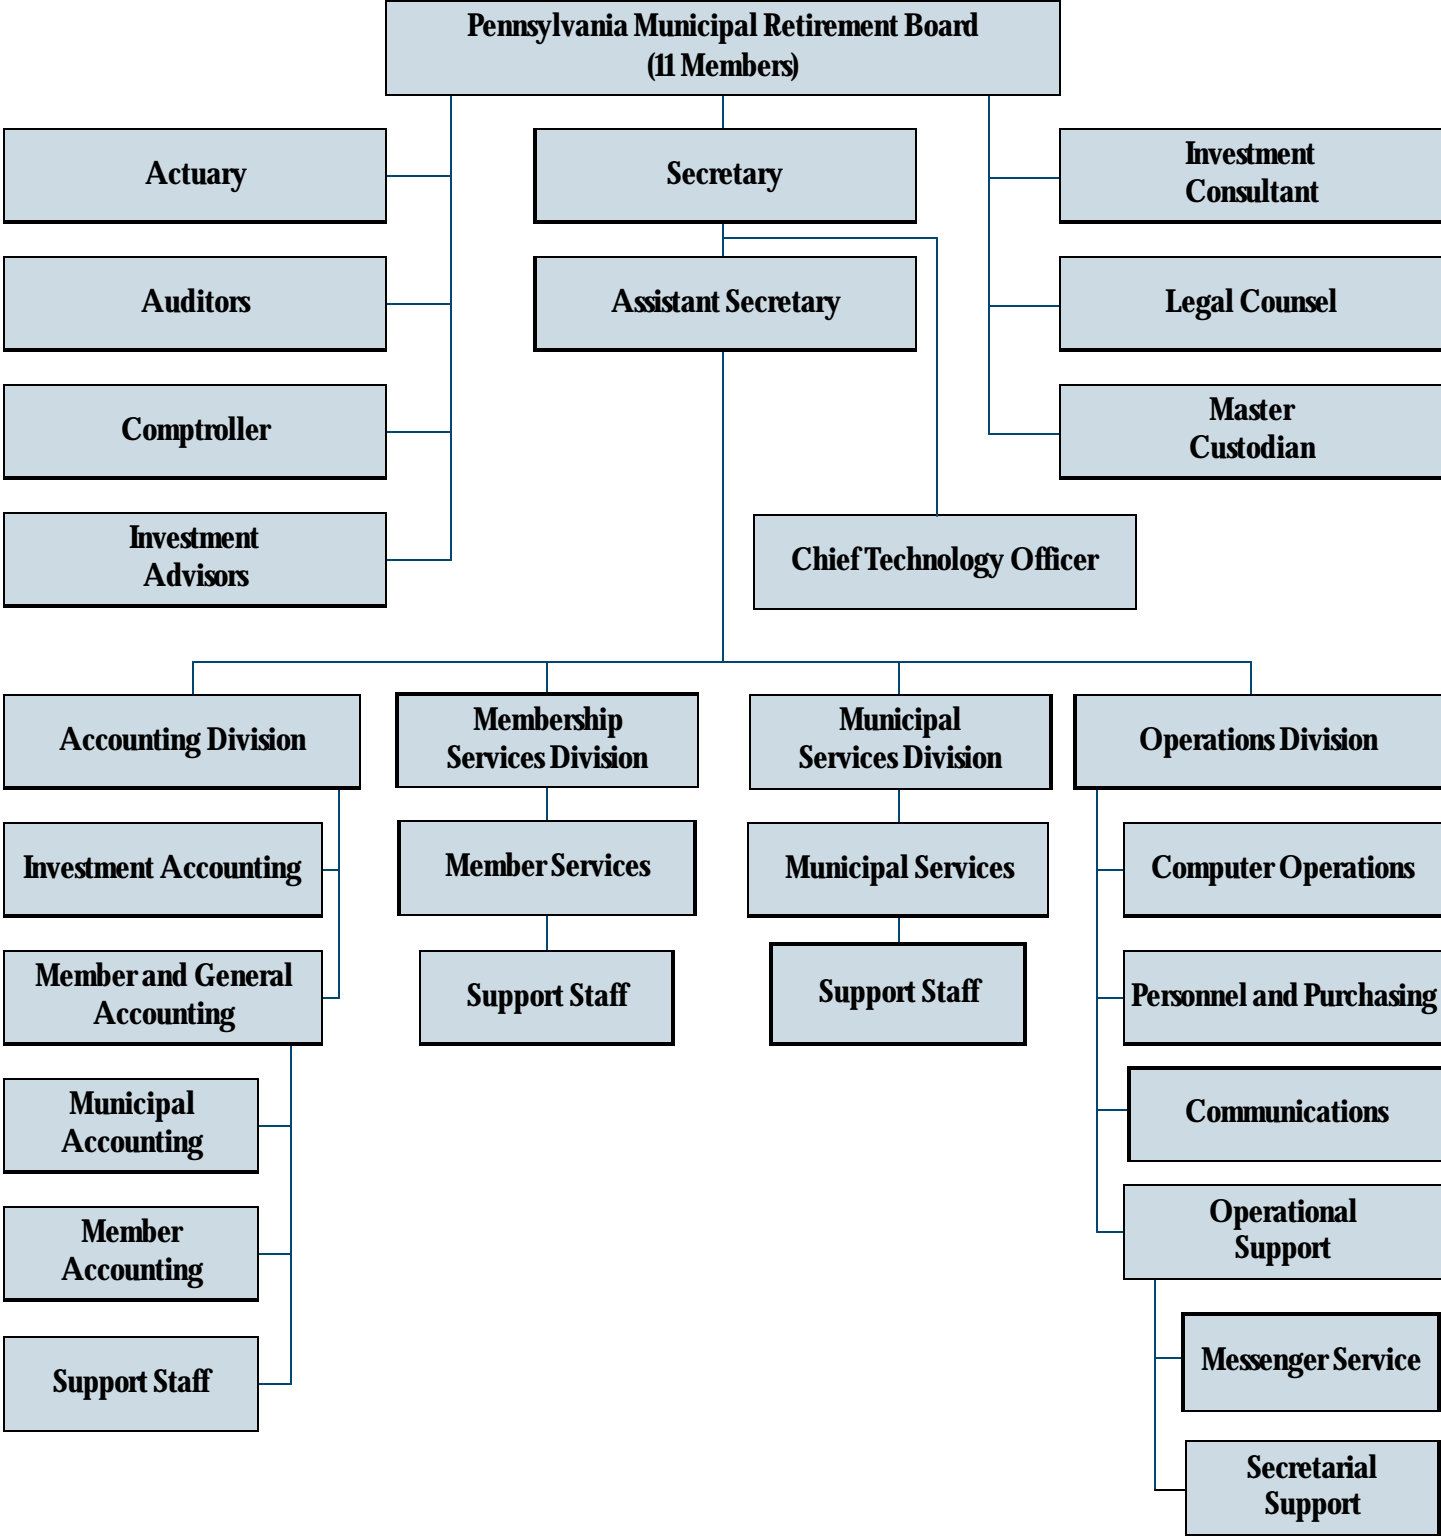 Pennsylvania Municipal Retirement Board
(11 Members)
Actuary
Secretary
Investment
Consultant
Auditors
Assistant Secretary
Legal Counsel
Comptroller
Master
Custodian
Investment
Advisors
Chief Technology Officer
Accounting Division
Membership
Services Division
Municipal
Services Division
Operations Division
Investment Accounting
Member Services
Municipal Services
Computer Operations
Member and General
Accounting
Support Staff
Support Staff
Personnel and Purchasing
Municipal
Accounting
Communications
Member
Accounting
Operational
Support
Support Staff
Messenger Service
Secretarial
Support